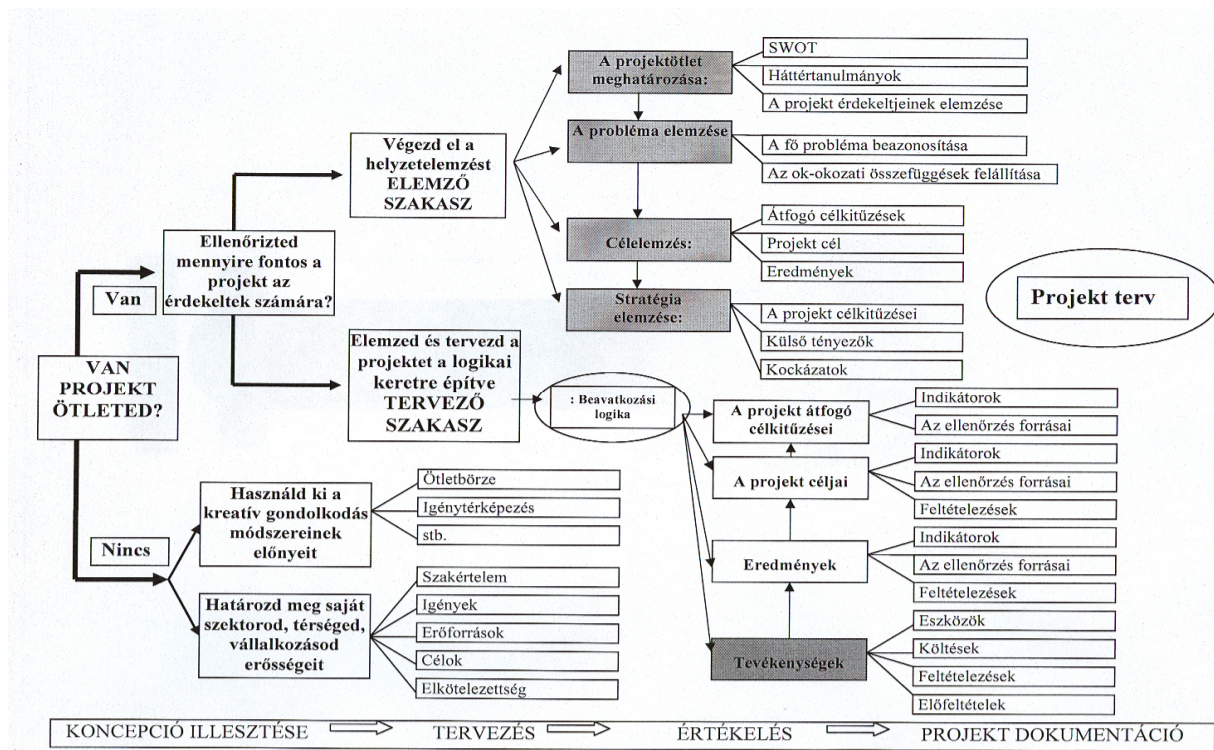 SWOT
A projektötlet
meghatározása:
Háttértanulmányok
A projekt érdekeltjeinek elemzése
A probléma elemzése
A fő probléma beazonosítása
Az ok-okozati összefüggések felállítása
Végezd el a
helyzetelemzést
ELEMZŐ
SZAKASZ
Átfogó célkitűzések
Célelemzés:
Projekt cél
Eredmények
Stratégia
elemzése:
A projekt célkitűzései
Külső tényezők
Kockázatok
Projekt terv
Ellenőrizted
mennyire fontos a
projekt az
érdekeltek számára?
Van
VAN
PROJEKT
ÖTLETED?
Elemzed és tervezd a
projektet a logikai
keretre építve
TERVEZŐ
SZAKASZ
: Beavatkozási
logika
A projekt átfogó
célkitűzései
Indikátorok
Az ellenőrzés forrásai
A projekt céljai
Indikátorok
Az ellenőrzés forrásai
Feltételezések
Eredmények
Indikátorok
Az ellenőrzés forrásai
Feltételezések
Tevékenységek
Eszközök
Költések
Feltételezések
Előfeltételek
Nincs
Használd ki a
kreatív gondolkodás
módszereinek
előnyeit
Ötletbörze
Igénytérképezés
stb.
Határozd meg saját
szektorod, térséged,
vállalkozásod
erősségeit
Szakértelem
Igények
Erőforrások
Célok
Elkötelezettség
KONCEPCIÓ ILLESZTÉSE
TERVEZÉS
ÉRTÉKELÉS
PROJEKT DOKUMENTÁCIÓ